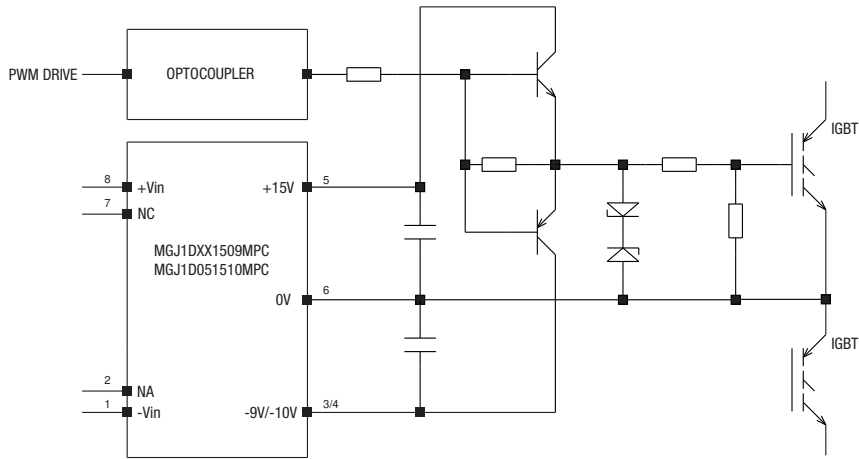 PWM DRIVE
OPTOCOUPLER
IGBT
8
+Vin
+15V
5
7
NC
MGJ1DXX1509MPC
MGJ1D051510MPC
0V
6
IGBT
2
NA
1
-Vin
-9V/-10V
3/4